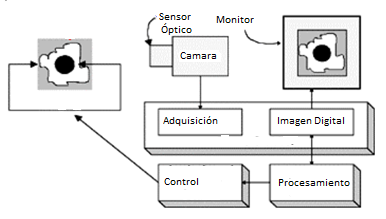 Sensor
Óptico
Monitor
Camara
Adquisición
Imagen Digital
Control
Procesamiento